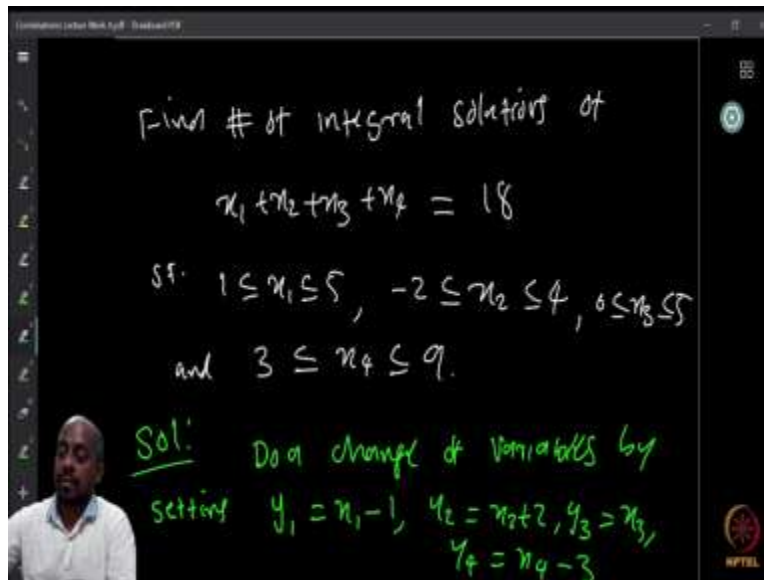 Find # of integral solutions of
x₁ + x₂ + x₃ + x₄ = 18
st. 1 ≤ x₁ ≤ 5, -2 ≤ x₂ ≤ 4, 0 ≤ x₃ ≤ 5
and 3 ≤ x₄ ≤ 9.
Sol: Do a change of variables by
setting y₁ = x₁ - 1, y₂ = x₂ + 2, y₃ = x₃,
y₄ = x₄ - 3
NPTEL